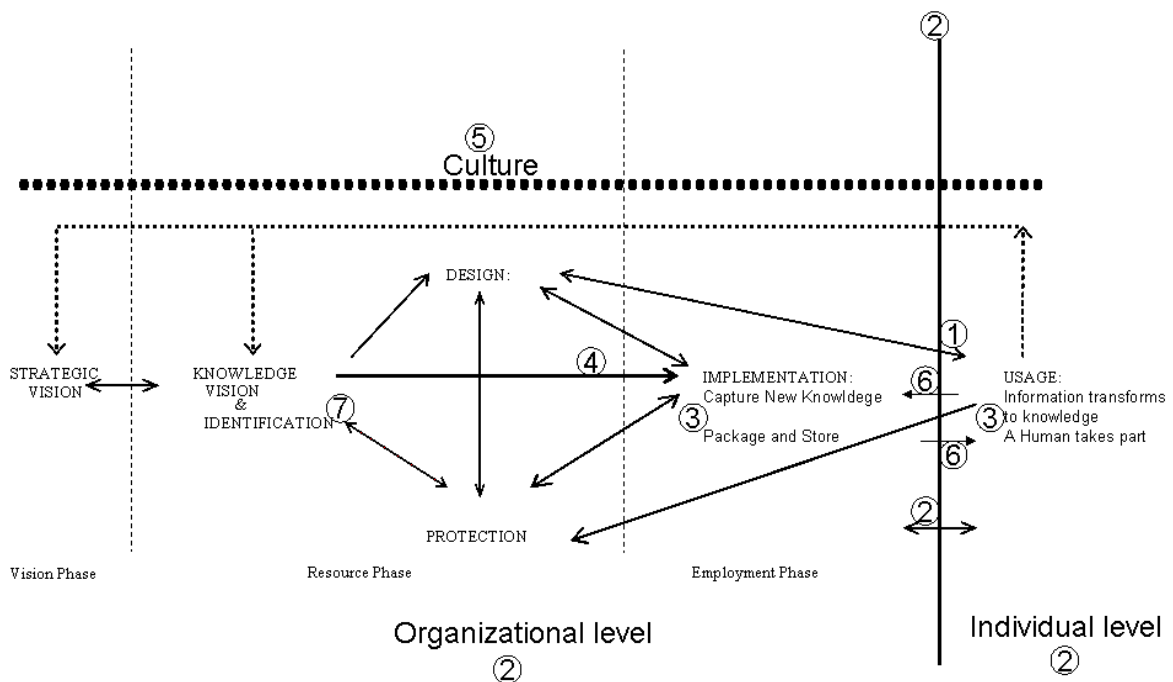 ②
⑤
Culture
DESIGN:
①
④
STRATEGIC
VISION
KNOWLEDGE
VISION
&
IDENTIFICATION
⑦
IMPLEMENTATION:
Capture New Knowldege
③
Package and Store
⑥
⑥
USAGE:
Information transforms
③ to knowledge
A Human takes part
②
PROTECTION
Vision Phase
Resource Phase
Employment Phase
Organizational level
②
Individual level
②